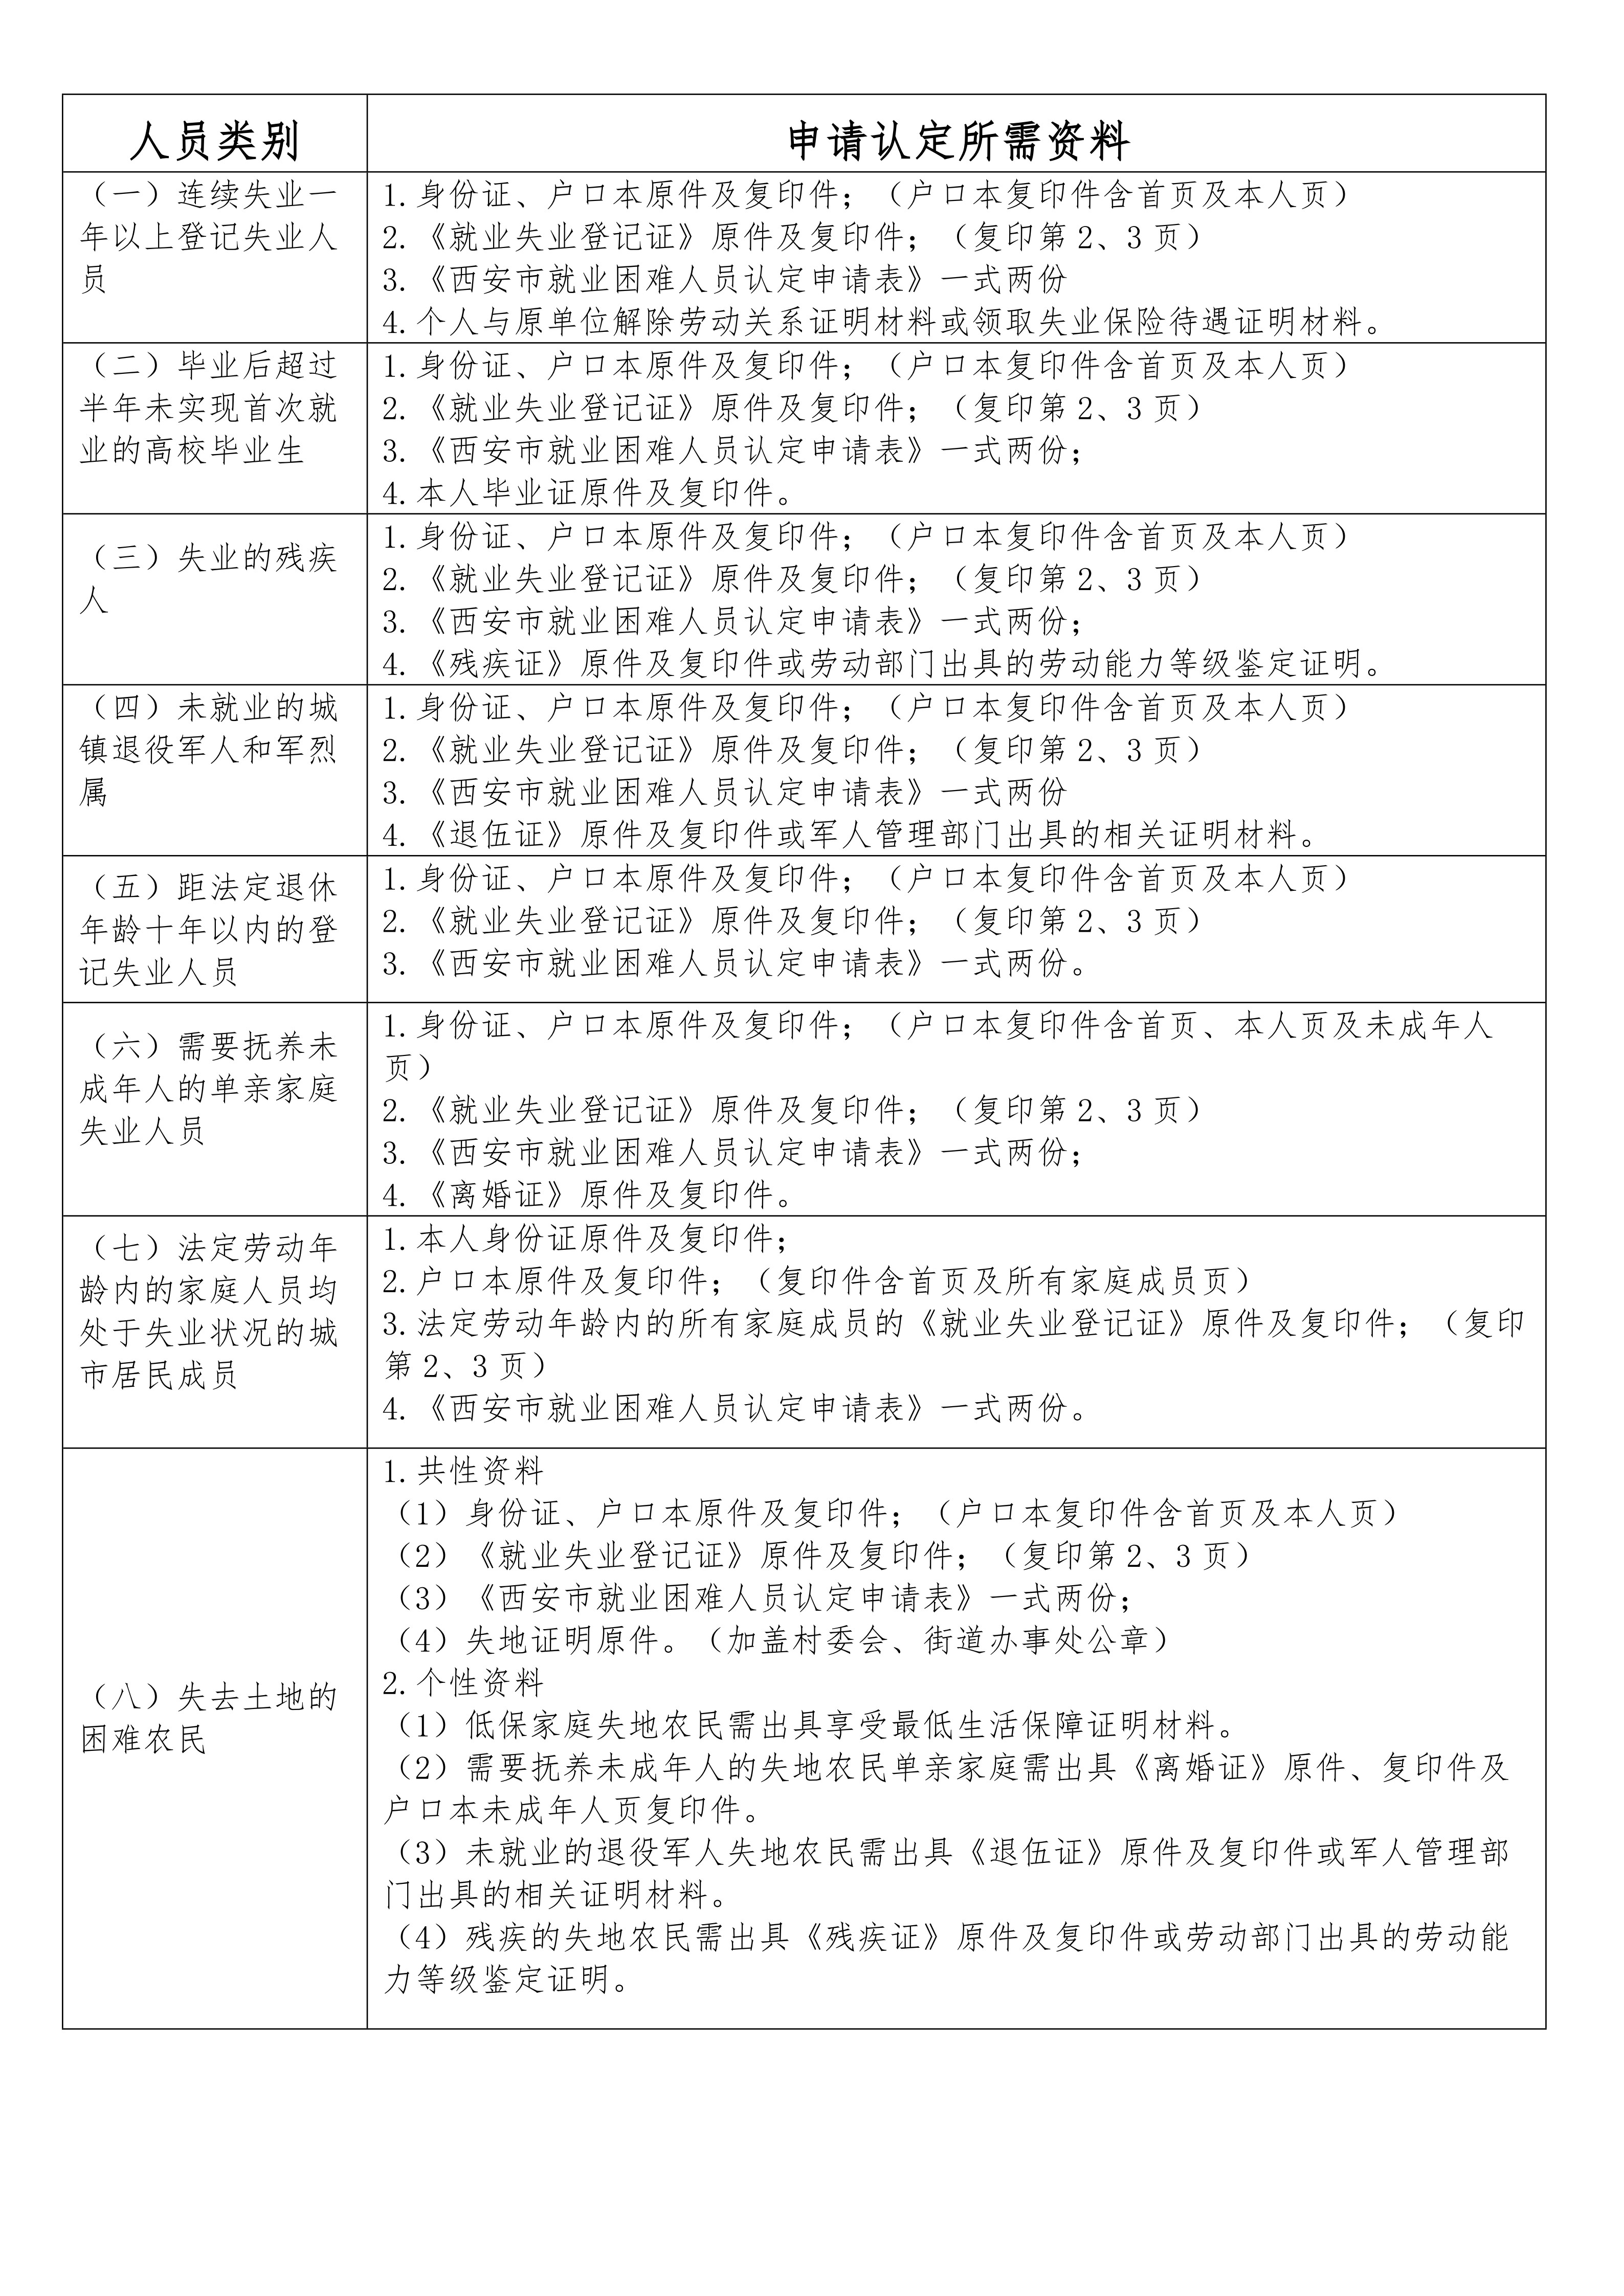 人员类别
申请认定所需资料
（一）连续失业一
年以上登记失业人
员
1.身份证、户口本原件及复印件；（户口本复印件含首页及本人页）
2.《就业失业登记证》原件及复印件；（复印第2、3页）
3.《西安市就业困难人员认定申请表》一式两份
4.个人与原单位解除劳动关系证明材料或领取失业保险待遇证明材料。
（二）毕业后超过
半年未实现首次就
业的高校毕业生
1.身份证、户口本原件及复印件；（户口本复印件含首页及本人页）
2.《就业失业登记证》原件及复印件；（复印第2、3页）
3.《西安市就业困难人员认定申请表》一式两份；
4.本人毕业证原件及复印件。
（三）失业的残疾
人
1.身份证、户口本原件及复印件；（户口本复印件含首页及本人页）
2.《就业失业登记证》原件及复印件；（复印第2、3页）
3.《西安市就业困难人员认定申请表》一式两份；
4.《残疾证》原件及复印件或劳动部门出具的劳动能力等级鉴定证明。
（四）未就业的城
镇退役军人和军烈
属
1.身份证、户口本原件及复印件；（户口本复印件含首页及本人页）
2.《就业失业登记证》原件及复印件；（复印第2、3页）
3.《西安市就业困难人员认定申请表》一式两份
4.《退伍证》原件及复印件或军人管理部门出具的相关证明材料。
（五）距法定退休
年龄十年以内的登
记失业人员
1.身份证、户口本原件及复印件；（户口本复印件含首页及本人页）
2.《就业失业登记证》原件及复印件；（复印第2、3页）
3.《西安市就业困难人员认定申请表》一式两份。
（六）需要抚养未
成年人的单亲家庭
失业人员
1.身份证、户口本原件及复印件；（户口本复印件含首页、本人页及未成年人
页）
2.《就业失业登记证》原件及复印件；（复印第2、3页）
3.《西安市就业困难人员认定申请表》一式两份；
4.《离婚证》原件及复印件。
（七）法定劳动年
龄内的家庭人员均
处于失业状况的城
市居民成员
1.本人身份证原件及复印件；
2.户口本原件及复印件；（复印件含首页及所有家庭成员页）
3.法定劳动年龄内的所有家庭成员的《就业失业登记证》原件及复印件；（复印
第2、3页）
4.《西安市就业困难人员认定申请表》一式两份。
（八）失去土地的
困难农民
1.共性资料
（1）身份证、户口本原件及复印件；（户口本复印件含首页及本人页）
（2）《就业失业登记证》原件及复印件；（复印第2、3页）
（3）《西安市就业困难人员认定申请表》一式两份；
（4）失地证明原件。（加盖村委会、街道办事处公章）
2.个性资料
（1）低保家庭失地农民需出具享受最低生活保障证明材料。
（2）需要抚养未成年人的失地农民单亲家庭需出具《离婚证》原件、复印件及
户口本未成年人页复印件。
（3）未就业的退役军人失地农民需出具《退伍证》原件及复印件或军人管理部
门出具的相关证明材料。
（4）残疾的失地农民需出具《残疾证》原件及复印件或劳动部门出具的劳动能
力等级鉴定证明。